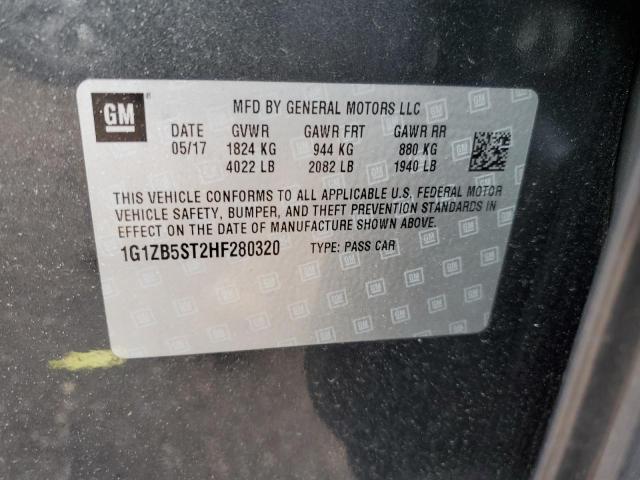 GM
MFD BY GENERAL MOTORS LLC
DATE GVWR GAWR FRT GAWR RR
05/17 1824 KG 944 KG 880 KG
4022 LB 2082 LB 1940 LB
THIS VEHICLE CONFORMS TO ALL APPLICABLE U.S. FEDERAL MOTOR
VEHICLE SAFETY, BUMPER, AND THEFT PREVENTION STANDARDS IN
EFFECT ON THE DATE OF MANUFACTURE SHOWN ABOVE.
1G1ZB5ST2HF280320 TYPE: PASS CAR